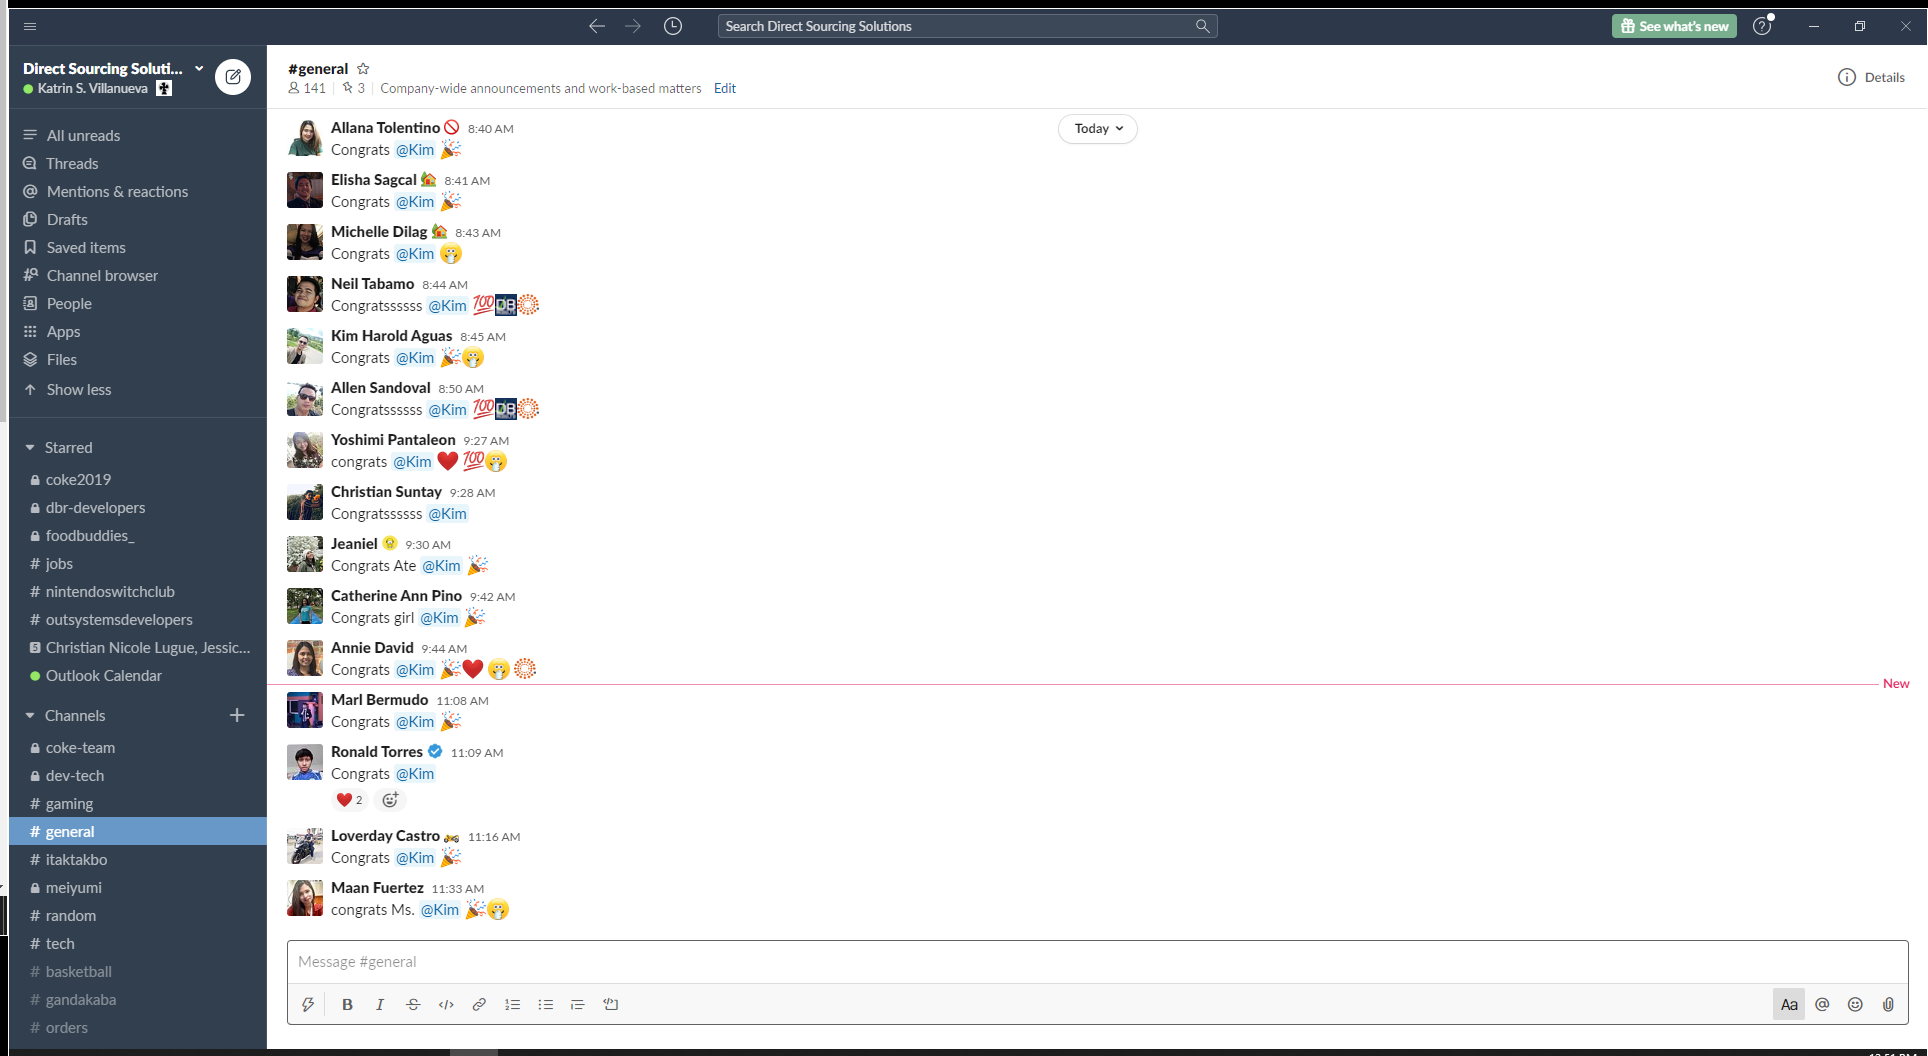 Search Direct Sourcing Solutions
See what's new
Direct Sourcing Soluti...
Katrin S. Villanueva
All unreads
Threads
Mentions & reactions
Drafts
Saved items
Channel browser
People
Apps
Files
Show less
Starred
coke2019
dbr-developers
foodbuddies_
# jobs
# nintendoswitchclub
# outsystemsdevelopers
5 Christian Nicole Lugue, Jessic...
Outlook Calendar
Channels
coke-team
dev-tech
# gaming
# general
# itaktakbo
meiyumi
# random
# tech
# basketball
# gandakaba
# orders
#general
141 3 Company-wide announcements and work-based matters Edit
Details
Today
Allana Tolentino 8:40 AM
Congrats @Kim
Elisha Sagcal 8:41 AM
Congrats @Kim
Michelle Dilag 8:43 AM
Congrats @Kim
Neil Tabamo 8:44 AM
Congratssssss @Kim 100 DB
Kim Harold Aguas 8:45 AM
Congrats @Kim
Allen Sandoval 8:50 AM
Congratssssss @Kim 100 DB
Yoshimi Pantaleon 9:27 AM
congrats @Kim 100
Christian Suntay 9:28 AM
Congratssssss @Kim
Jeaniel 9:30 AM
Congrats Ate @Kim
Catherine Ann Pino 9:42 AM
Congrats girl @Kim
Annie David 9:44 AM
Congrats @Kim
New
Marl Bermudo 11:08 AM
Congrats @Kim
Ronald Torres 11:09 AM
Congrats @Kim
2
Loverday Castro 11:16 AM
Congrats @Kim
Maan Fuertez 11:33 AM
congrats Ms. @Kim
Message #general
B I S </> Aa @